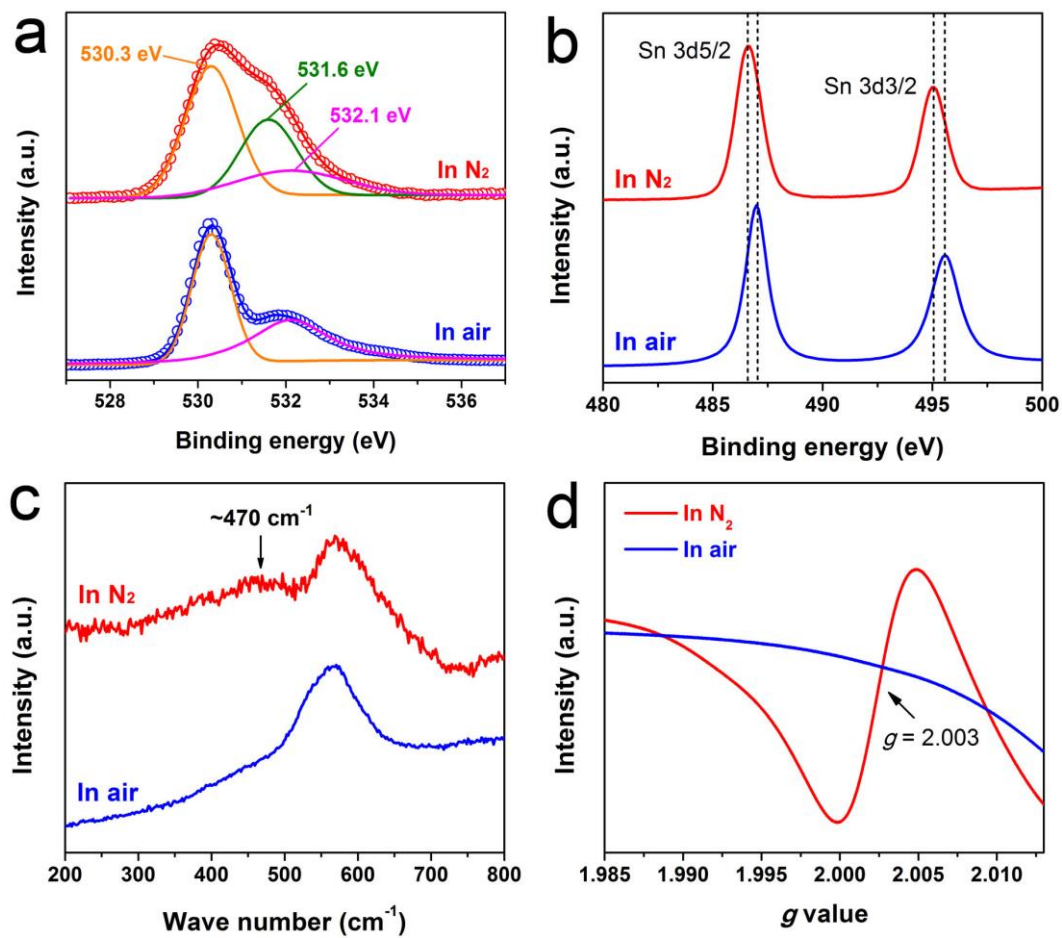 a
530.3 eV
531.6 eV
532.1 eV
In N₂
In air
Intensity (a.u.)
528 530 532 534 536
Binding energy (eV)
b
Sn 3d5/2
Sn 3d3/2
In N₂
In air
Intensity (a.u.)
480 485 490 495 500
Binding energy (eV)
c
~470 cm⁻¹
In N₂
In air
Intensity (a.u.)
200 300 400 500 600 700 800
Wave number (cm⁻¹)
d
In N₂
In air
g = 2.003
Intensity (a.u.)
1.985 1.990 1.995 2.000 2.005 2.010
g value